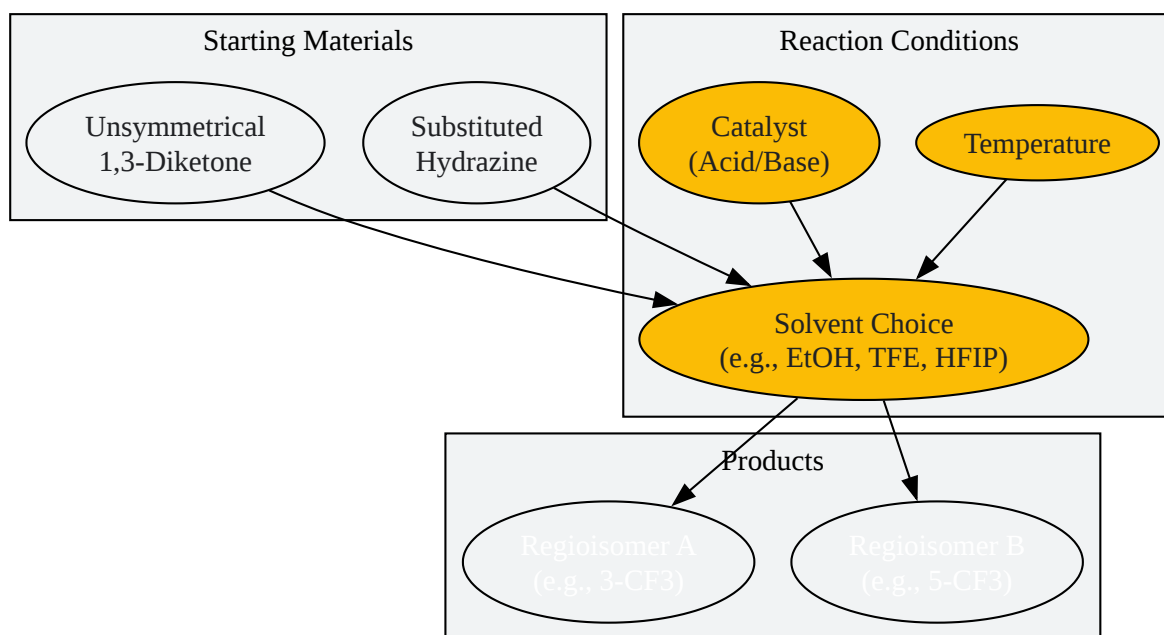 Starting Materials
Unsymmetrical
1,3-Diketone
Substituted
Hydrazine
Reaction Conditions
Catalyst
(Acid/Base)
Temperature
Solvent Choice
(e.g., EtOH, TFE, HFIP)
Products
Regioisomer A
(e.g., 3-CF3)
Regioisomer B
(e.g., 5-CF3)